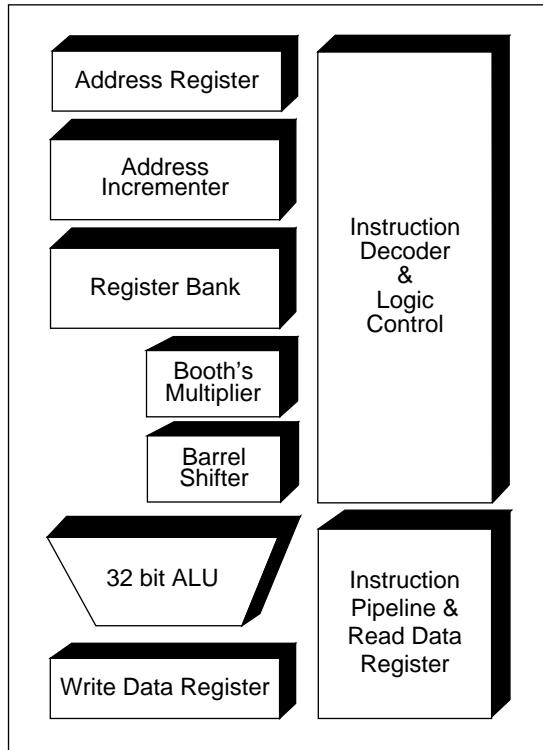 Address Register
Address
Incrementer
Register Bank
Booth's
Multiplier
Barrel
Shifter
32 bit ALU
Write Data Register
Instruction
Decoder
&
Logic
Control
Instruction
Pipeline &
Read Data
Register